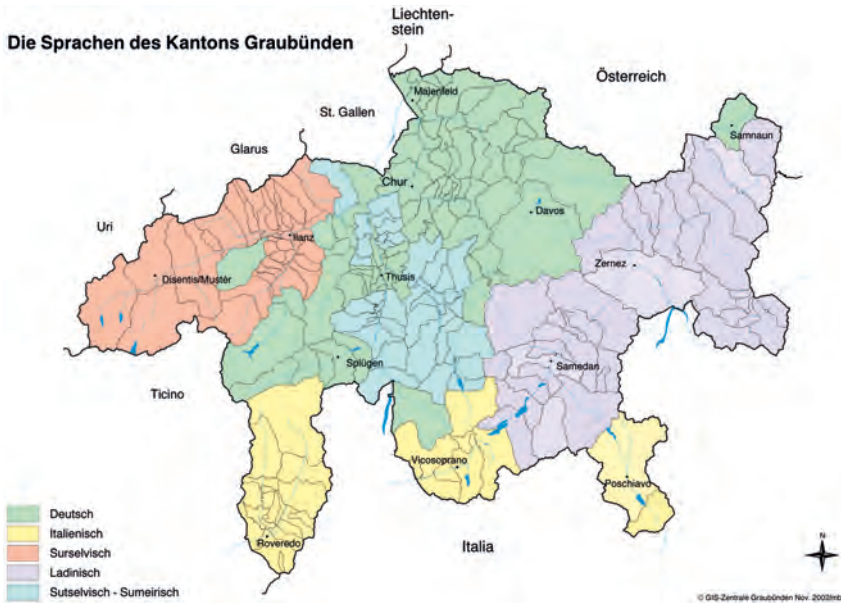 Die Sprachen des Kantons Graubünden
Liechten-
stein
Österreich
St. Gallen
Glarus
Uri
Maienfeld
Samnaun
Chur
Davos
Ilanz
Disentis/Mustér
Thusis
Zernez
Splügen
Samedan
Ticino
Vicosoprano
Poschiavo
Roveredo
Italia
Deutsch
Italienisch
Surselvisch
Ladinisch
Sutselvisch - Sumeirisch
N
© GIS-Zentrale Graubünden Nov. 2002/mb